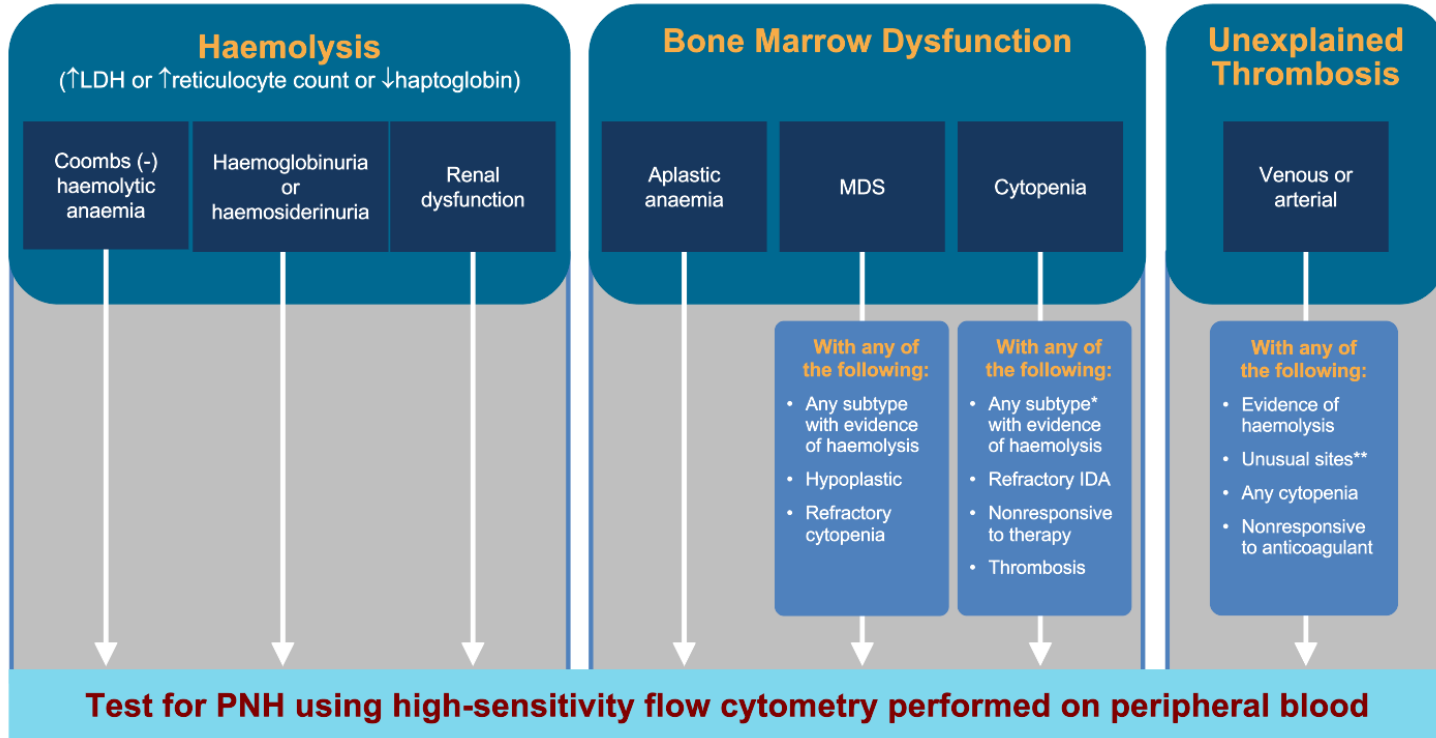 Haemolysis
(↑LDH or ↑reticulocyte count or ↓haptoglobin)
Coombs (-)
haemolytic
anaemia
Haemoglobinuria
or
haemosiderinuria
Renal
dysfunction
Bone Marrow Dysfunction
Aplastic
anaemia
MDS
Cytopenia
With any of
the following:
• Any subtype
with evidence
of haemolysis
• Hypoplastic
• Refractory
cytopenia
With any of
the following:
• Any subtype*
with evidence
of haemolysis
• Refractory IDA
• Nonresponsive
to therapy
• Thrombosis
Unexplained
Thrombosis
Venous or
arterial
With any of
the following:
• Evidence of
haemolysis
• Unusual sites**
• Any cytopenia
• Nonresponsive
to anticoagulant
Test for PNH using high-sensitivity flow cytometry performed on peripheral blood